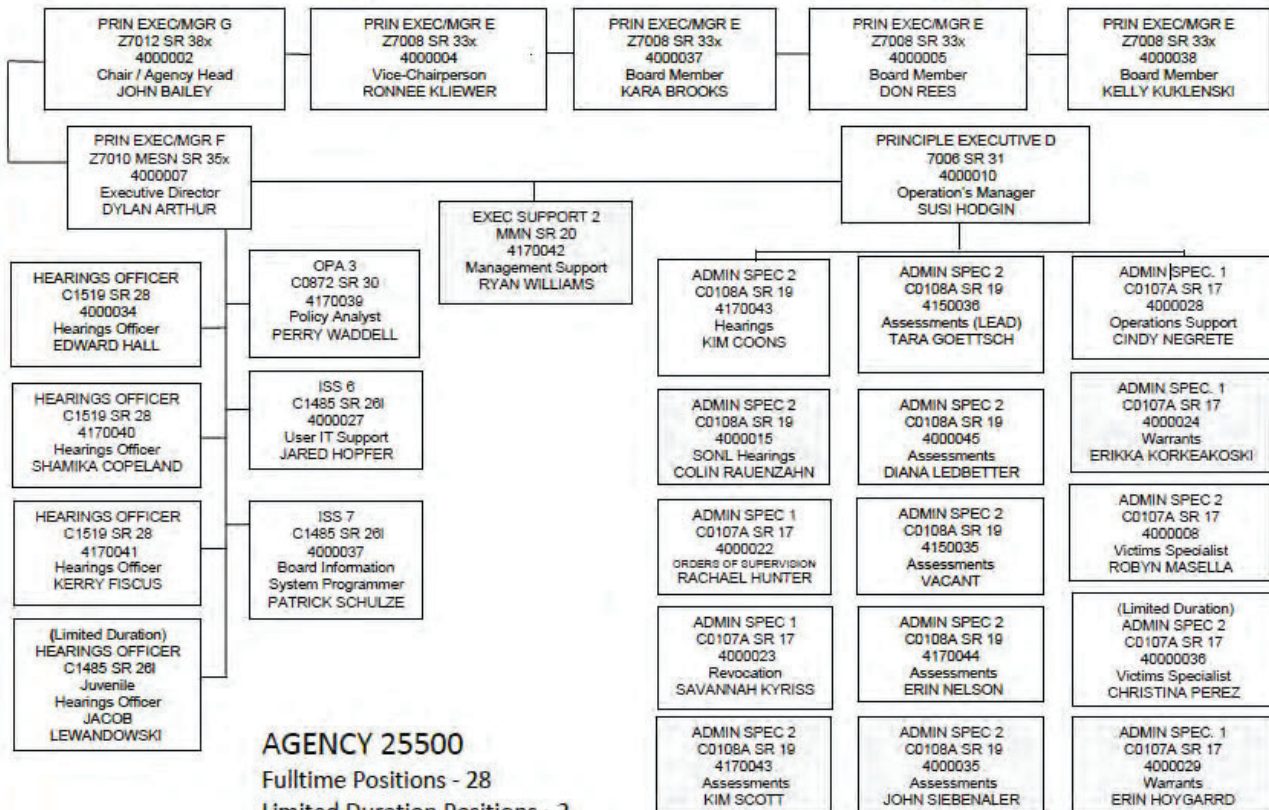 PRIN EXEC/MGR G
Z7012 SR 38x
4000002
Chair / Agency Head
JOHN BAILEY
PRIN EXEC/MGR E
Z7008 SR 33x
4000004
Vice-Chairperson
RONNEE KLIEWER
PRIN EXEC/MGR E
Z7008 SR 33x
4000037
Board Member
KARA BROOKS
PRIN EXEC/MGR E
Z7008 SR 33x
4000005
Board Member
DON REES
PRIN EXEC/MGR E
Z7008 SR 33x
4000038
Board Member
KELLY KUKLENSKI
PRIN EXEC/MGR F
Z7010 MESN SR 35x
4000007
Executive Director
DYLAN ARTHUR
PRINCIPLE EXECUTIVE D
7006 SR 31
4000010
Operation's Manager
SUSI HODGIN
EXEC SUPPORT 2
MMN SR 20
4170042
Management Support
RYAN WILLIAMS
HEARINGS OFFICER
C1519 SR 28
4000034
Hearings Officer
EDWARD HALL
HEARINGS OFFICER
C1519 SR 28
4170040
Hearings Officer
SHAMIKA COPELAND
HEARINGS OFFICER
C1519 SR 28
4170041
Hearings Officer
KERRY FISCUS
(Limited Duration)
HEARINGS OFFICER
C1485 SR 26I
Juvenile
Hearings Officer
JACOB
LEWANDOWSKI
OPA 3
C0872 SR 30
4170039
Policy Analyst
PERRY WADDELL
ISS 6
C1485 SR 26I
4000027
User IT Support
JARED HOPFER
ISS 7
C1485 SR 26I
4000037
Board Information
System Programmer
PATRICK SCHULZE
ADMIN SPEC 2
C0108A SR 19
4170043
Hearings
KIM COONS
ADMIN SPEC 2
C0108A SR 19
4000015
SONL Hearings
COLIN RAUENZAHN
ADMIN SPEC 1
C0107A SR 17
4000022
ORDERS OF SUPERVISION
RACHAEL HUNTER
ADMIN SPEC 1
C0107A SR 17
4000023
Revocation
SAVANNAH KYRISS
ADMIN SPEC 2
C0108A SR 19
4170043
Assessments
KIM SCOTT
ADMIN SPEC 2
C0108A SR 19
4150036
Assessments (LEAD)
TARA GOETTSCH
ADMIN SPEC 2
C0108A SR 19
4000045
Assessments
DIANA LEDBETTER
ADMIN SPEC 2
C0108A SR 19
4150035
Assessments
VACANT
ADMIN SPEC 2
C0108A SR 19
4170044
Assessments
ERIN NELSON
ADMIN SPEC 2
C0108A SR 19
4000035
Assessments
JOHN SIEBENALER
ADMIN SPEC. 1
C0107A SR 17
4000028
Operations Support
CINDY NEGRETE
ADMIN SPEC. 1
C0107A SR 17
4000024
Warrants
ERIKKA KORKEAKOSKI
ADMIN SPEC 2
C0107A SR 17
4000008
Victims Specialist
ROBYN MASELLA
(Limited Duration)
ADMIN SPEC 2
C0107A SR 17
40000036
Victims Specialist
CHRISTINA PEREZ
ADMIN SPEC. 1
C0107A SR 17
4000029
Warrants
ERIN HOYGARRD
AGENCY 25500
Fulltime Positions - 28
Limited Duration Positions - 2